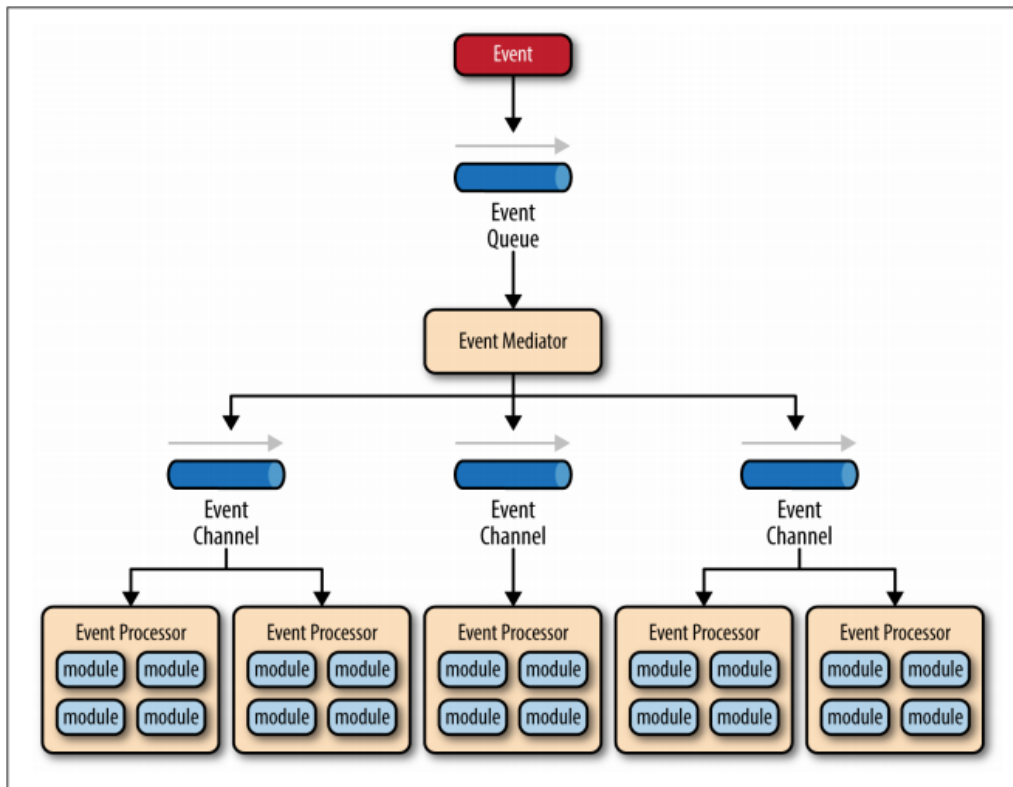 Event
Event
Queue
Event Mediator
Event
Channel
Event
Channel
Event
Channel
Event Processor
module module
module module
Event Processor
module module
module module
Event Processor
module module
module module
Event Processor
module module
module module
Event Processor
module module
module module